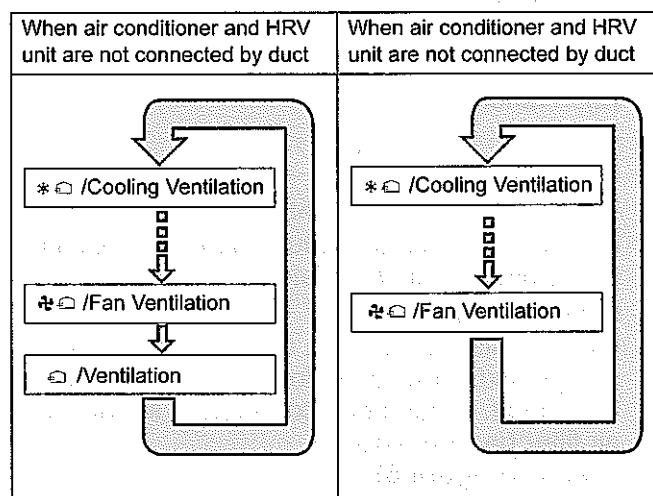 When air conditioner and HRV
unit are not connected by duct
/Cooling Ventilation
/Fan Ventilation
/Ventilation
When air conditioner and HRV
unit are not connected by duct
/Cooling Ventilation
/Fan Ventilation